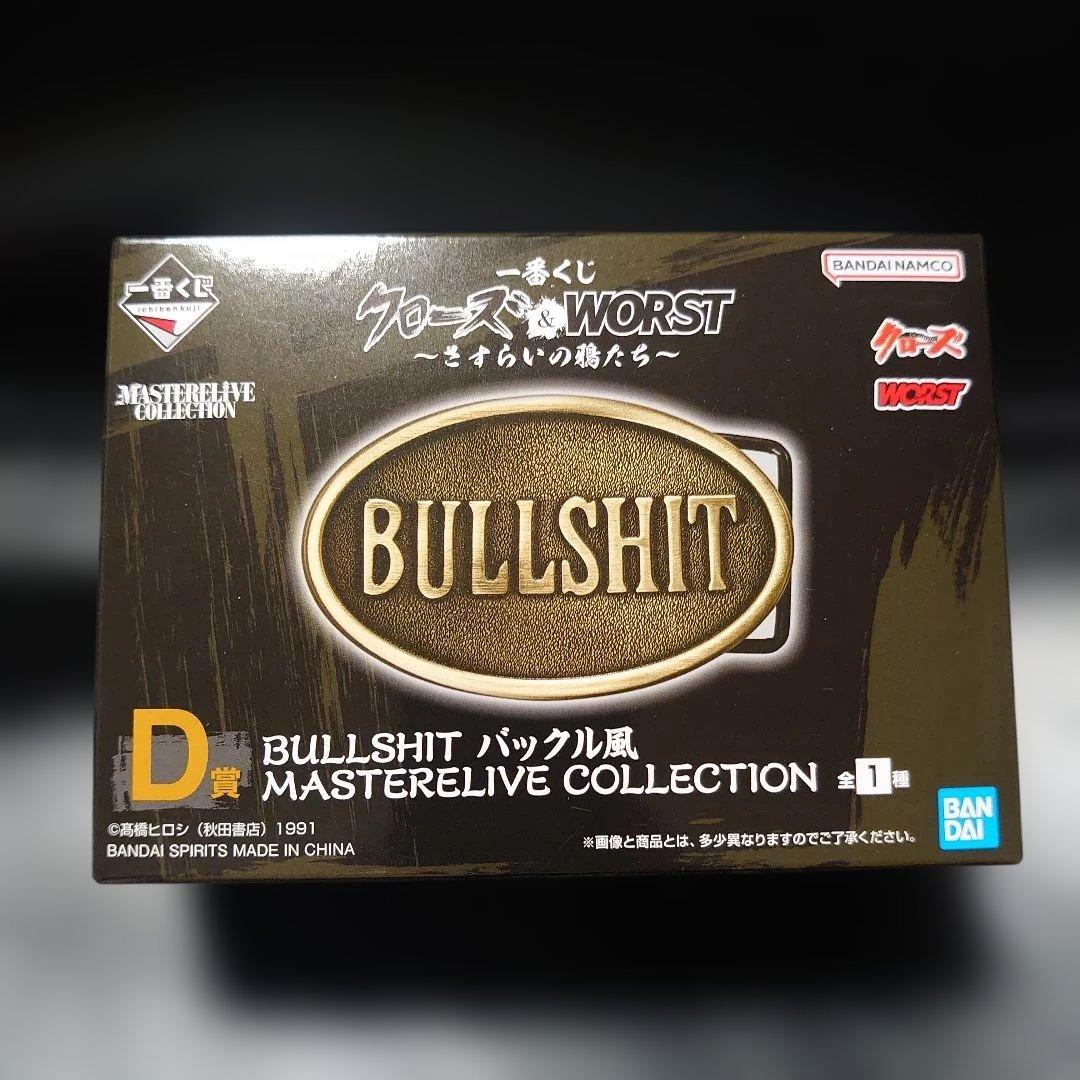 一番くじ
ichibankuji
MASTERELIVE
COLLECTION
一番くじ
クローズ&WORST
～さすらいの鴉たち～
BANDAI NAMCO
クローズ
WORST
BULLSHIT
D賞
BULLSHIT バックル風
MASTERELIVE COLLECTION 全1種
©髙橋ヒロシ（秋田書店）1991
BANDAI SPIRITS MADE IN CHINA
※画像と商品とは、多少異なりますのでご了承ください。
BAN
DAI